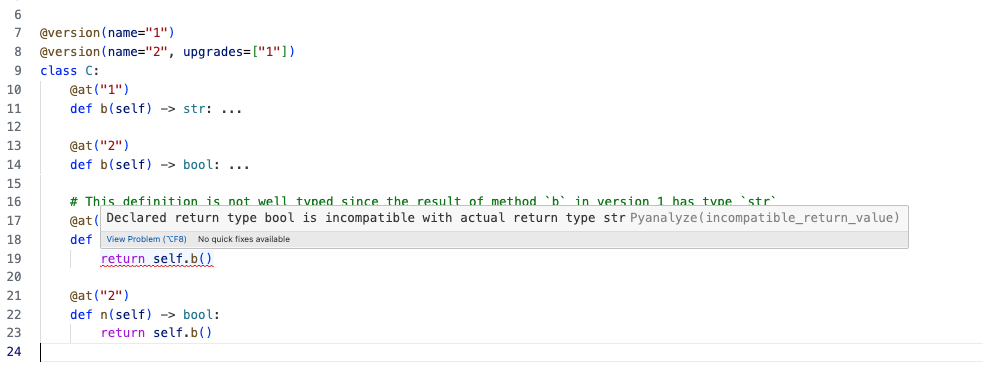 6
7 @version(name="1")
8 @version(name="2", upgrades=["1"])
9 class C:
10     @at("1")
11     def b(self) -> str: ...
12
13     @at("2")
14     def b(self) -> bool: ...
15
16     # This definition is not well typed since the result of method `b` in version 1 has type `str`
17     @at(
Declared return type bool is incompatible with actual return type str Pyanalyze(incompatible_return_value)
18     def
View Problem (⌥F8) No quick fixes available
19         return self.b()
20
21     @at("2")
22     def n(self) -> bool:
23         return self.b()
24